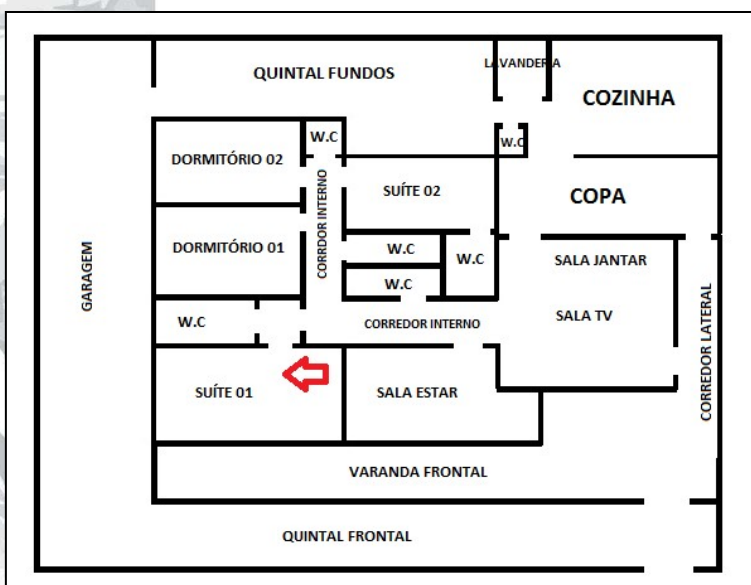 LAVANDERIA
QUINTAL FUNDOS
COZINHA
W.C
W.C
DORMITÓRIO 02
SUÍTE 02
COPA
CORRDOR INTERNO
DORMITÓRIO 01
W.C
W.C
SALA JANTAR
GARAGEM
W.C
W.C
CORREDOR INTERNO
SALA TV
CORREDOR LATERAL
SUÍTE 01
SALA ESTAR
VARANDA FRONTAL
QUINTAL FRONTAL